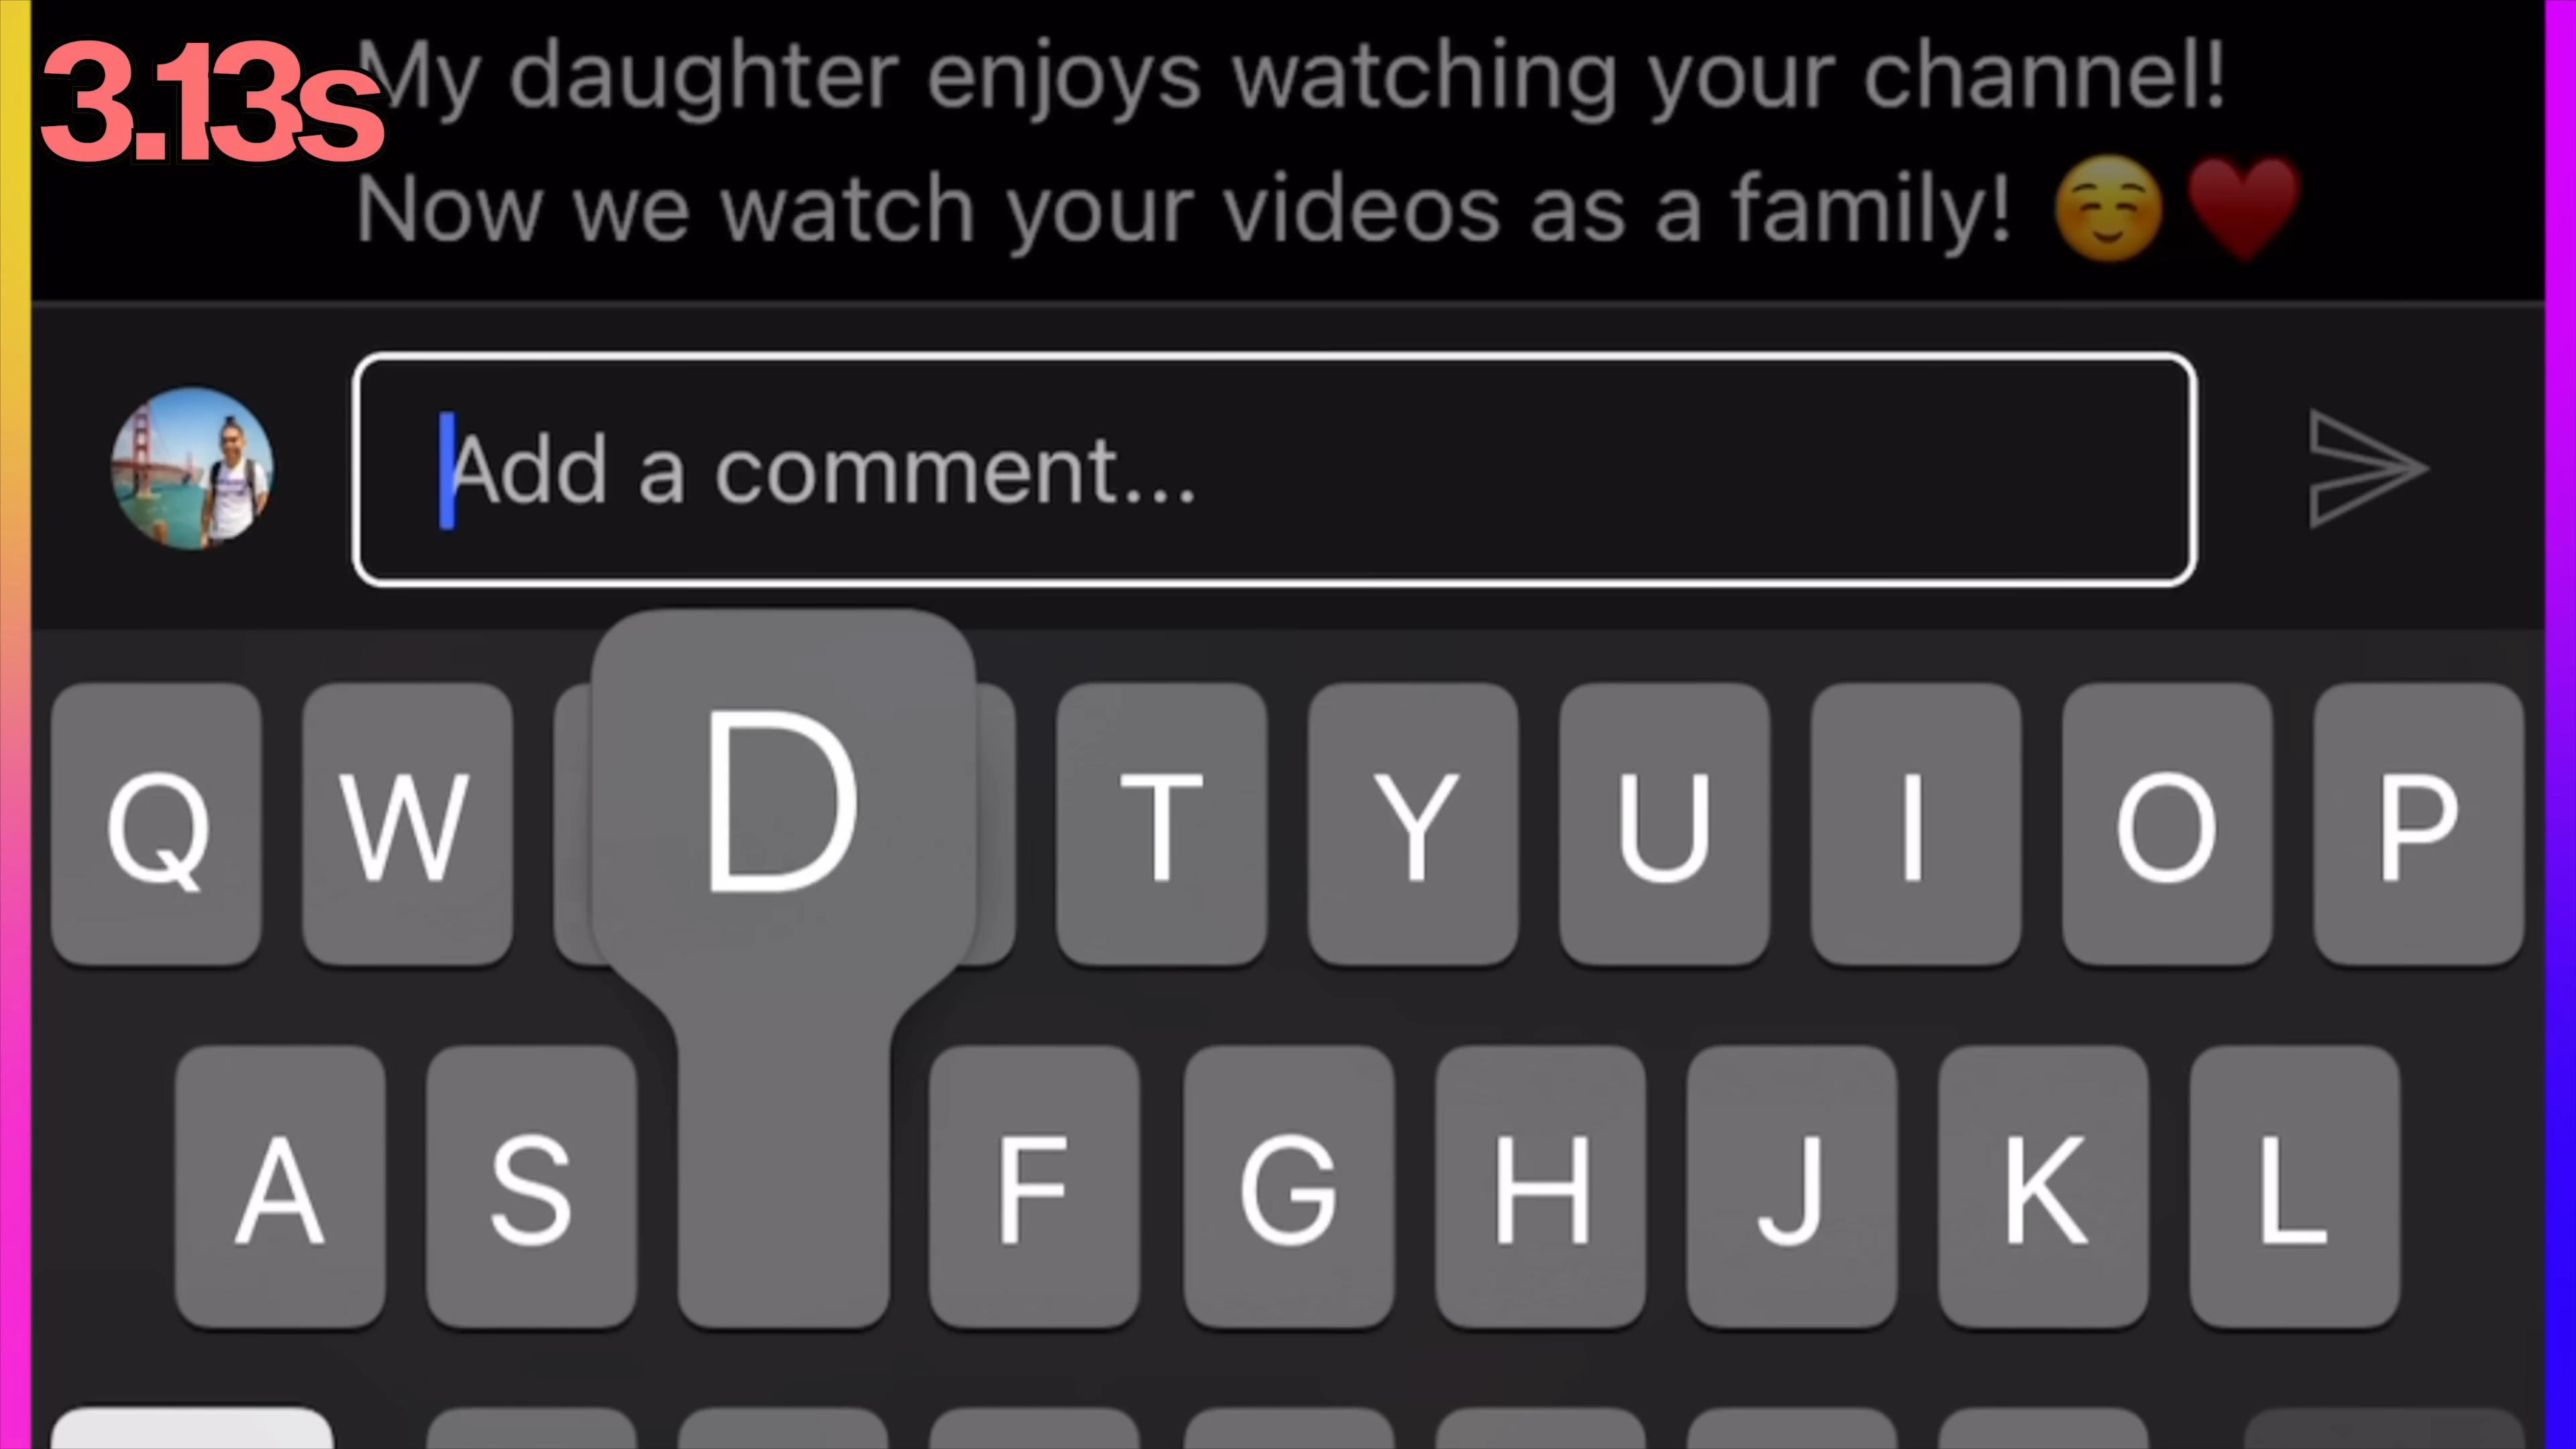 3.13s
My daughter enjoys watching your channel!
Now we watch your videos as a family! ☺️ ♥️
Add a comment...
Q W D T Y U I O P
A S F G H J K L